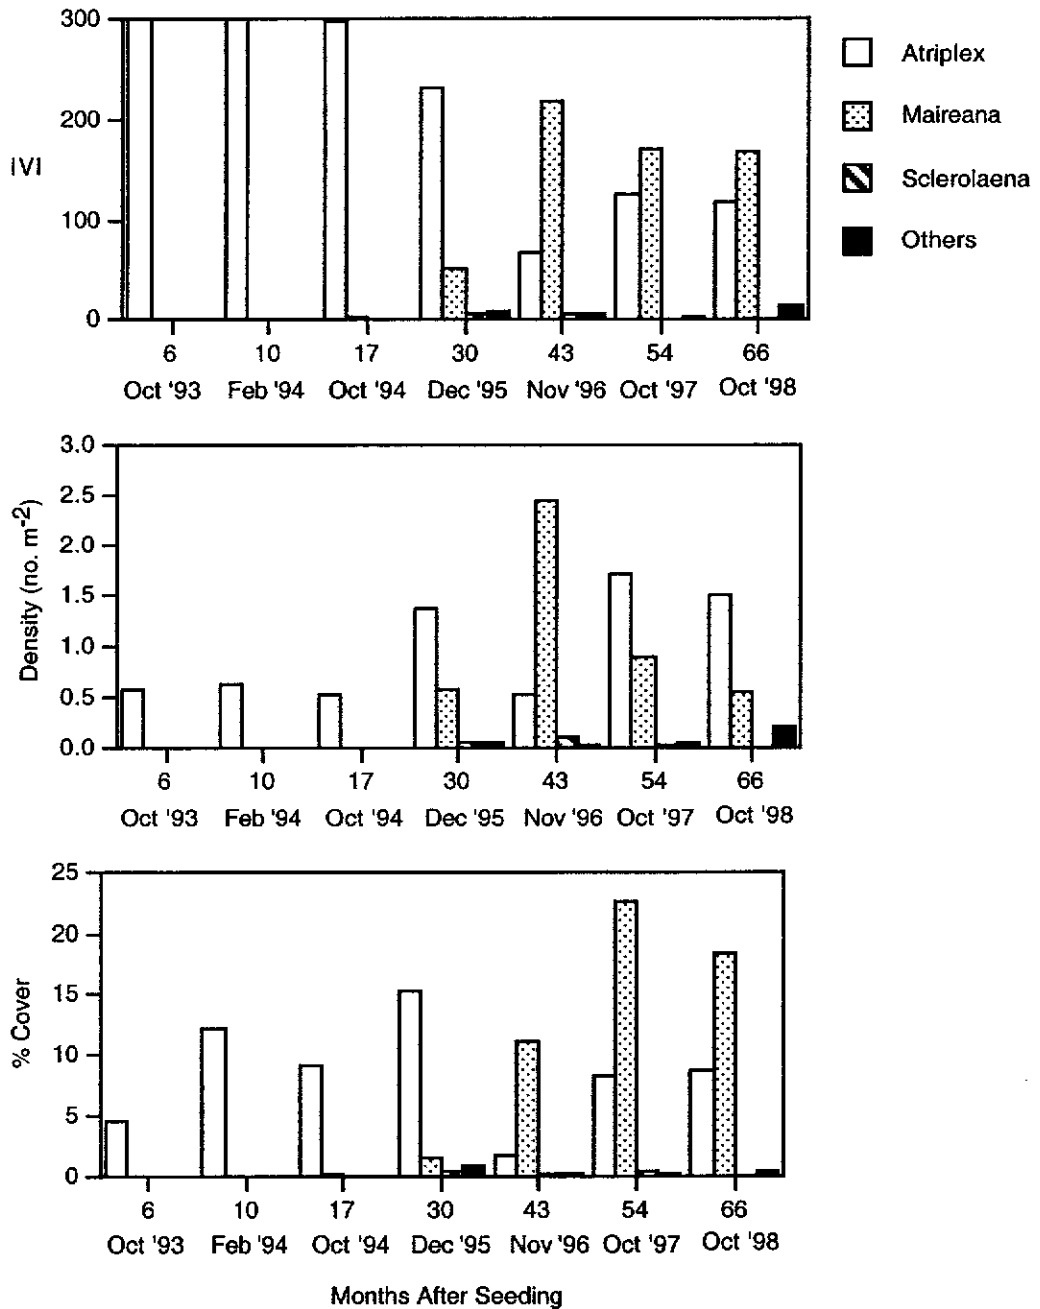 300
200
100
0
IVI
6 10 17 30 43 54 66
Oct '93 Feb '94 Oct '94 Dec '95 Nov '96 Oct '97 Oct '98
Atriplex
Maireana
Sclerolaena
Others
3.0
2.5
2.0
1.5
1.0
0.5
0.0
Density (no. m-2)
6 10 17 30 43 54 66
Oct '93 Feb '94 Oct '94 Dec '95 Nov '96 Oct '97 Oct '98
25
20
15
10
5
0
% Cover
6 10 17 30 43 54 66
Oct '93 Feb '94 Oct '94 Dec '95 Nov '96 Oct '97 Oct '98
Months After Seeding